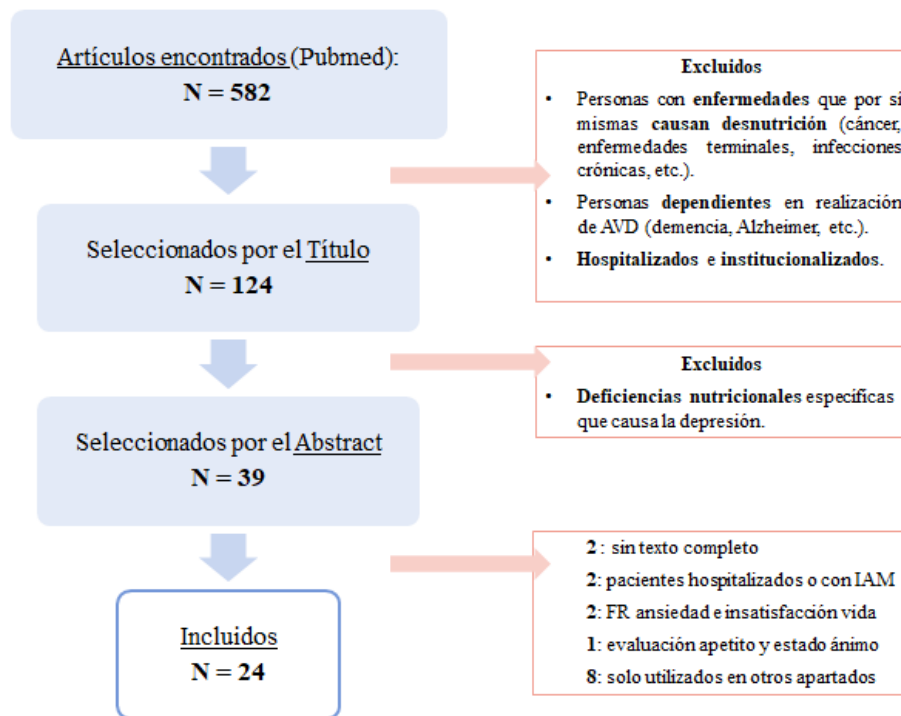 Artículos encontrados (Pubmed):
N = 582
Excluidos
• Personas con enfermedades que por sí
mismas causan desnutrición (cáncer,
enfermedades terminales, infecciones
crónicas, etc.).
• Personas dependientes en realización
de AVD (demencia, Alzheimer, etc.).
• Hospitalizados e institucionalizados.
Seleccionados por el Título
N = 124
Excluidos
• Deficiencias nutricionales específicas
que causa la depresión.
Seleccionados por el Abstract
N = 39
2 : sin texto completo
2: pacientes hospitalizados o con IAM
2: FR ansiedad e insatisfacción vida
1: evaluación apetito y estado ánimo
8: solo utilizados en otros apartados
Incluidos
N = 24